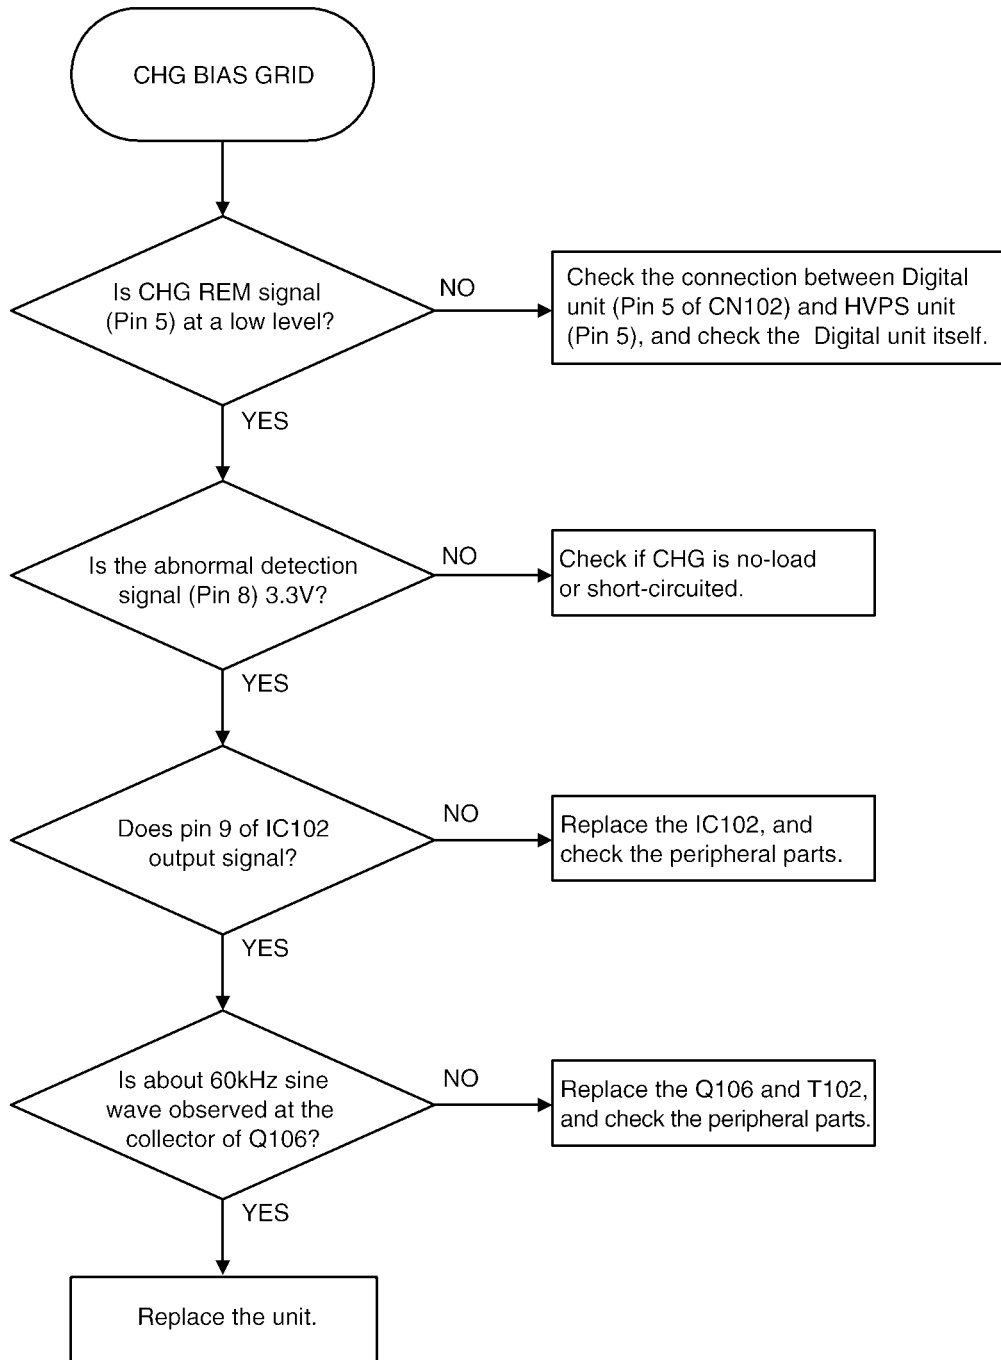 CHG BIAS GRID
Is CHG REM signal
(Pin 5) at a low level?
NO
Check the connection between Digital
unit (Pin 5 of CN102) and HVPS unit
(Pin 5), and check the Digital unit itself.
YES
Is the abnormal detection
signal (Pin 8) 3.3V?
NO
Check if CHG is no-load
or short-circuited.
YES
Does pin 9 of IC102
output signal?
NO
Replace the IC102, and
check the peripheral parts.
YES
Is about 60kHz sine
wave observed at the
collector of Q106?
NO
Replace the Q106 and T102,
and check the peripheral parts.
YES
Replace the unit.